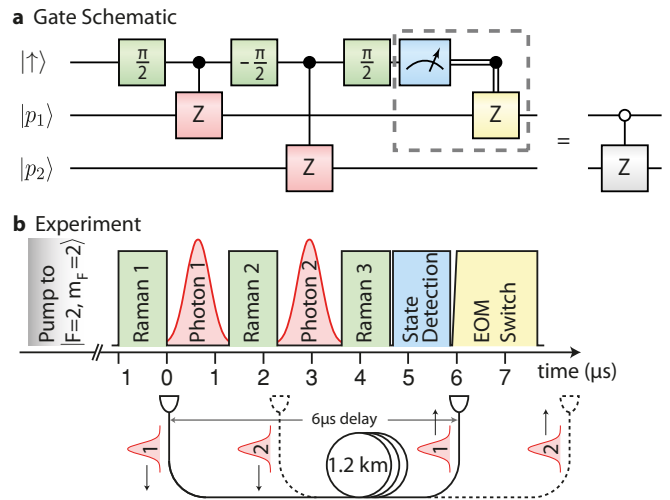 a Gate Schematic
|↑⟩ π/2 -π/2 π/2
|p₁⟩ Z Z
=
|p₂⟩ Z Z
b Experiment
Pump to
|F=2, m_F=2⟩
Raman 1
Photon 1
Raman 2
Photon 2
Raman 3
State
Detection
EOM
Switch
1 0 1 2 3 4 5 6 7 time (μs)
6μs delay
1 2 1.2 km 1 2